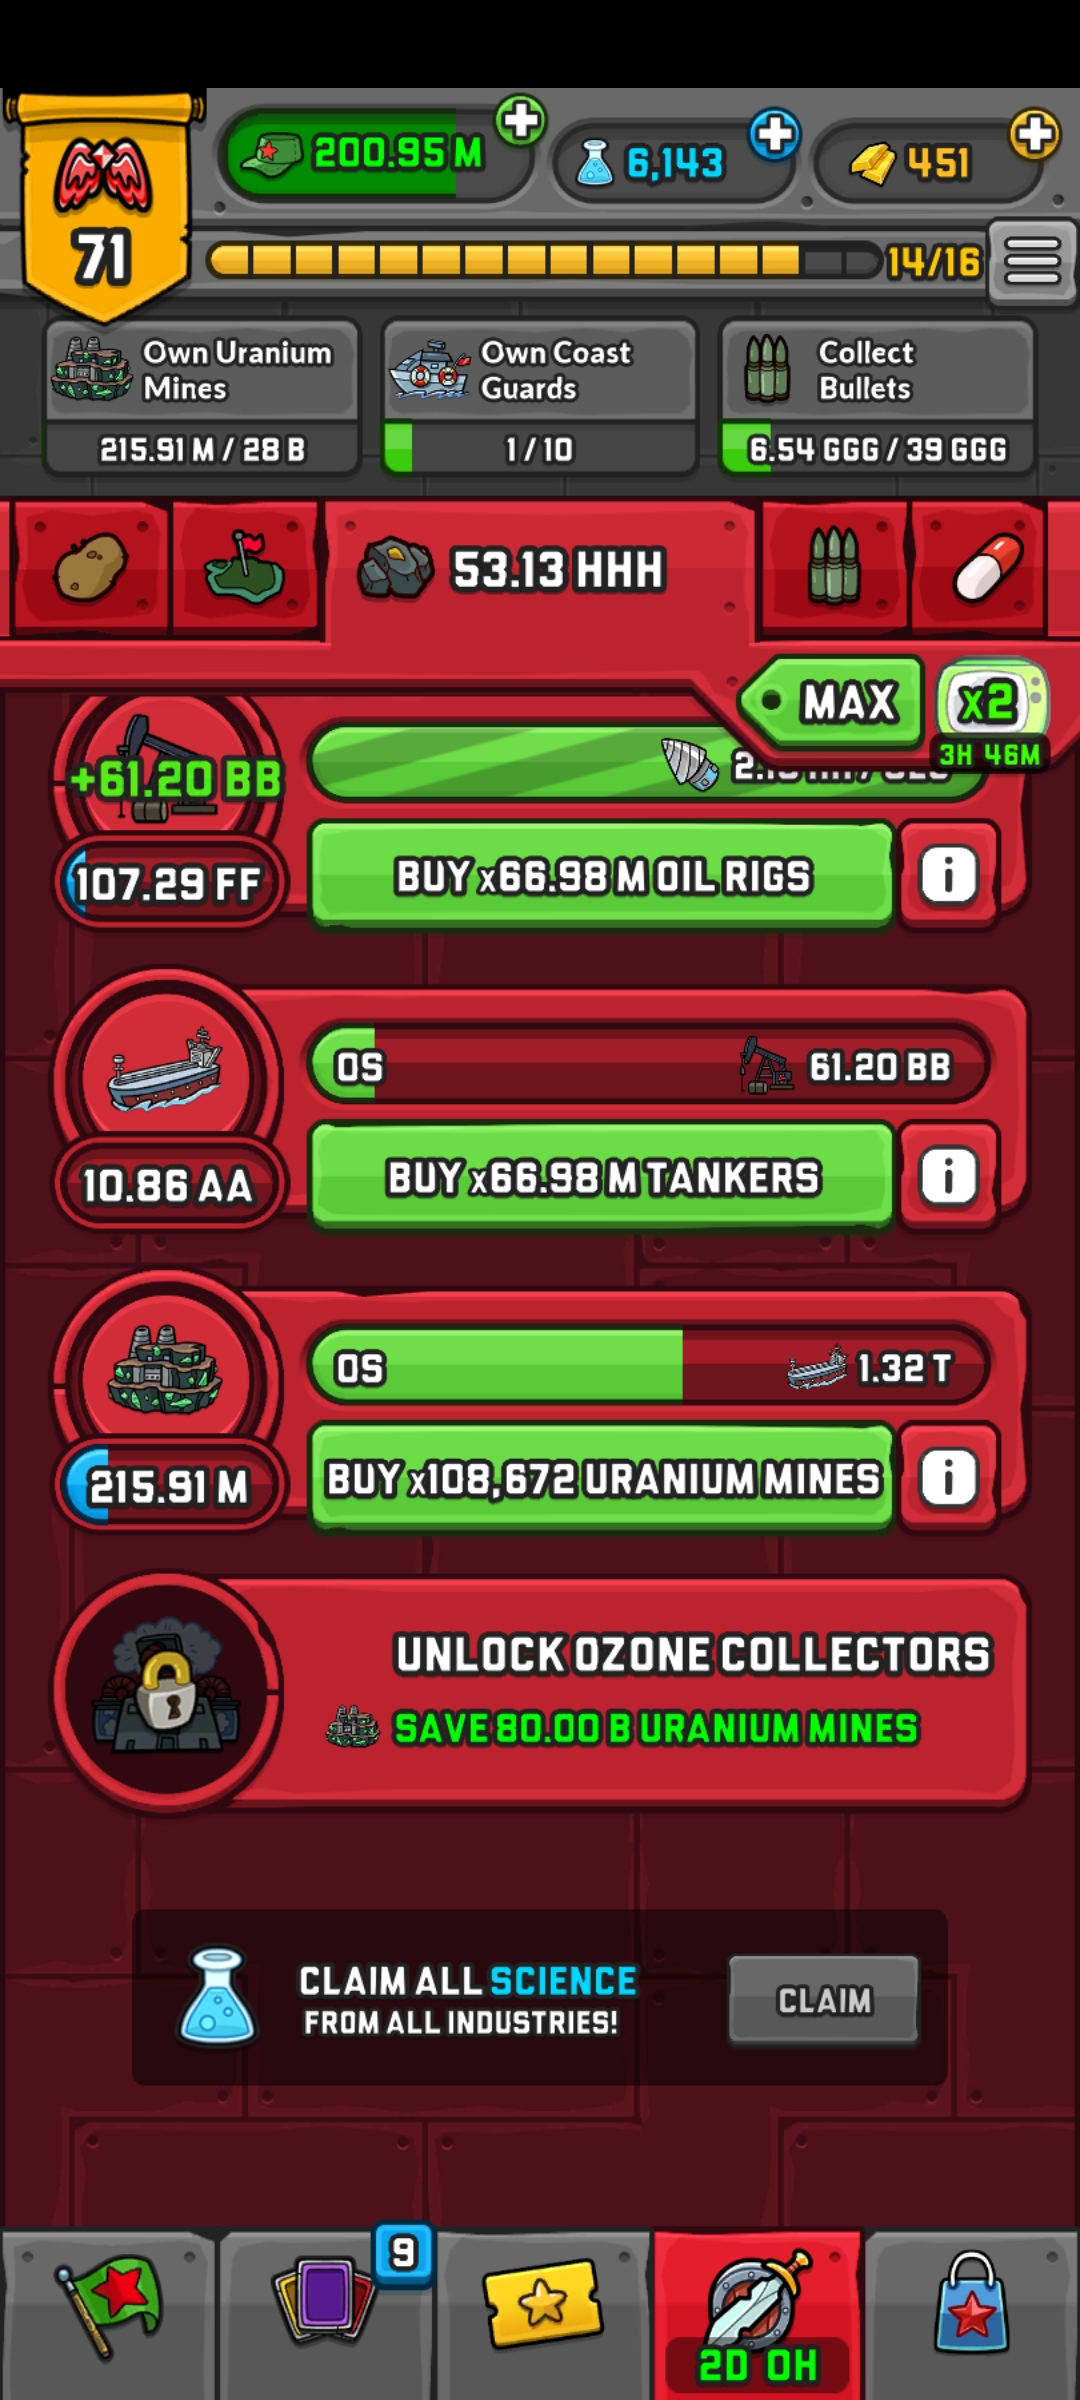 200.95 M
6,143
451
71
14/16
Own Uranium
Mines
Own Coast
Guards
Collect
Bullets
215.91 M / 28 B
1 / 10
6.54 GGG / 39 GGG
53.13 HHH
MAX
x2
3H 46M
+61.20 BB
107.29 FF
BUY x66.98 M OIL RIGS
i
0S
61.20 BB
10.86 AA
BUY x66.98 M TANKERS
i
0S
1.32 T
215.91 M
BUY x108,672 URANIUM MINES
i
UNLOCK OZONE COLLECTORS
SAVE 80.00 B URANIUM MINES
CLAIM ALL SCIENCE
FROM ALL INDUSTRIES!
CLAIM
9
2D 0H